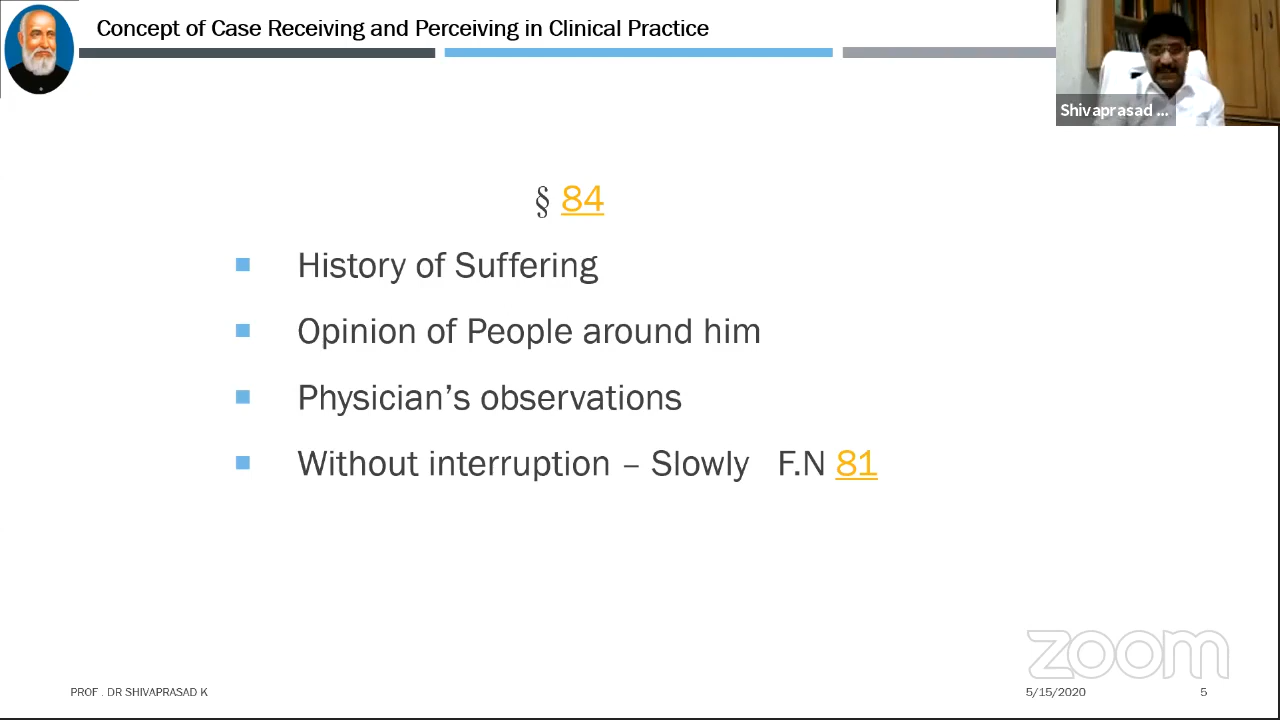 Concept of Case Receiving and Perceiving in Clinical Practice
Shivaprasad ...
§ 84
History of Suffering
Opinion of People around him
Physician's observations
Without interruption – Slowly F.N 81
zoom
PROF . DR SHIVAPRASAD K
5/15/2020
5